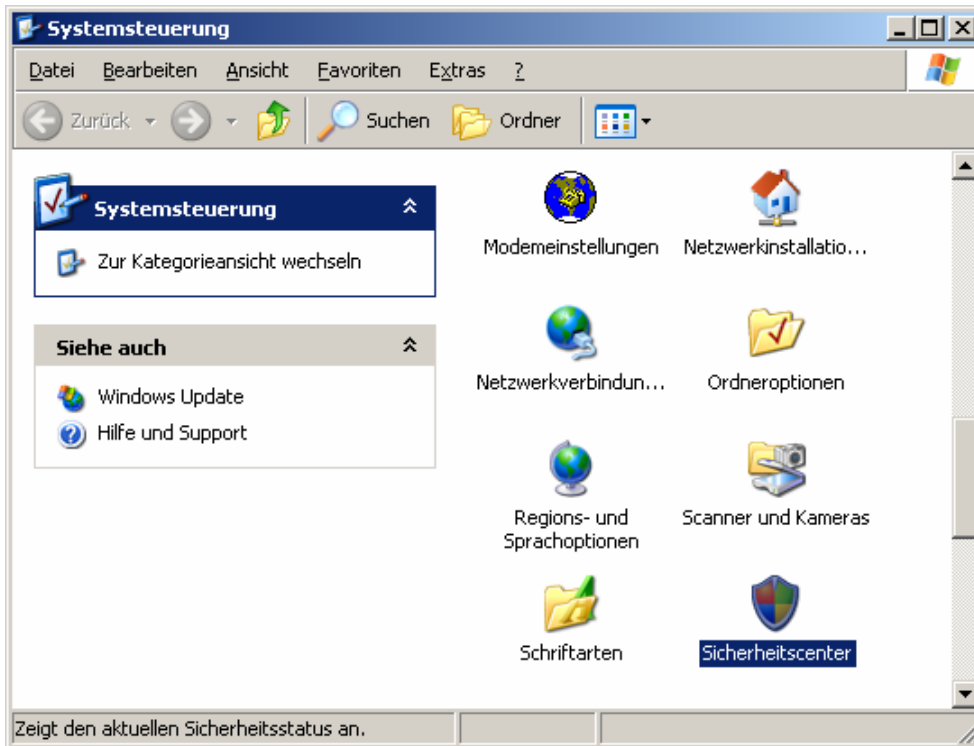 Systemsteuerung
Datei Bearbeiten Ansicht Favoriten Extras ?
Zurück Suchen Ordner
Systemsteuerung
Zur Kategorieansicht wechseln
Siehe auch
Windows Update
Hilfe und Support
Modemeinstellungen
Netzwerkinstallatio...
Netzwerkverbindun...
Ordneroptionen
Regions- und
Sprachoptionen
Scanner und Kameras
Schriftarten
Sicherheitscenter
Zeigt den aktuellen Sicherheitsstatus an.